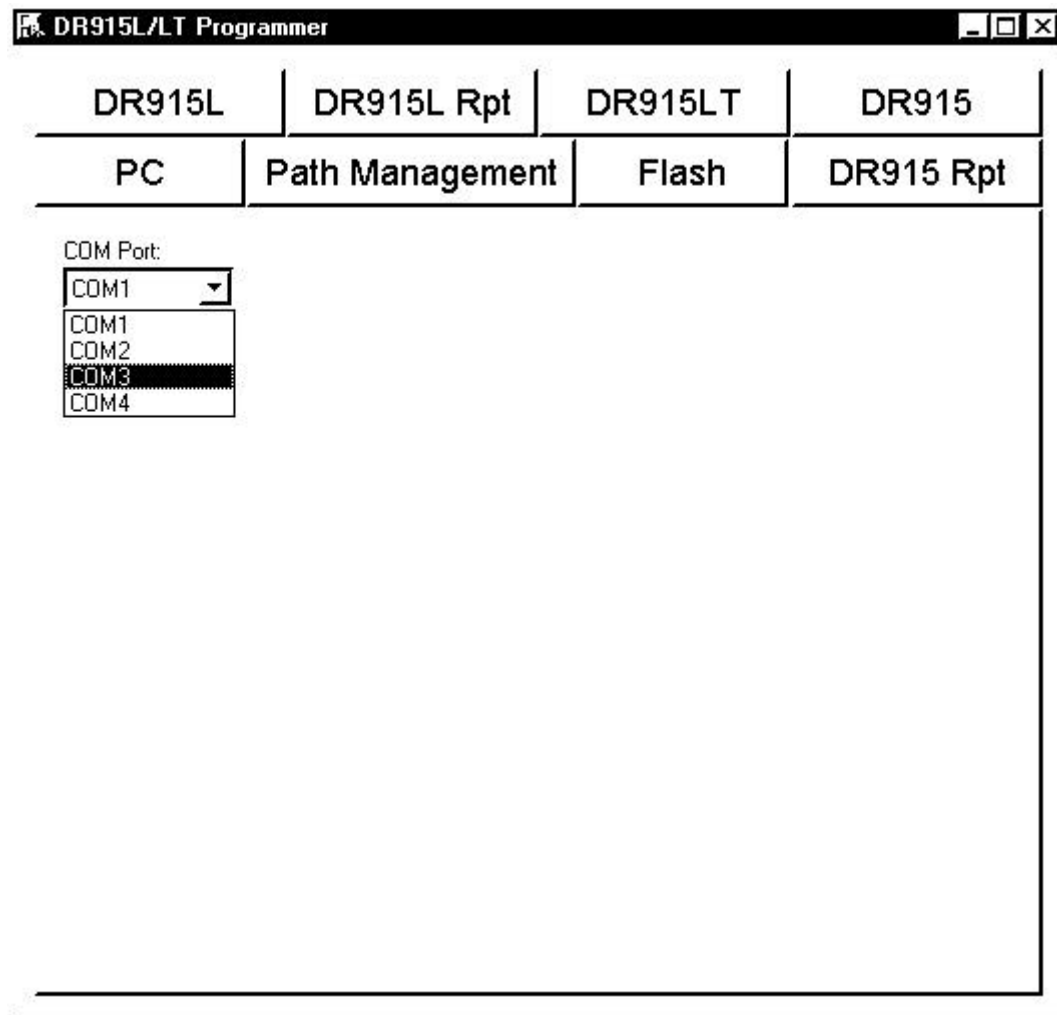 DR915L/LT Programmer
DR915L DR915L Rpt DR915LT DR915
PC Path Management Flash DR915 Rpt
COM Port:
COM1
COM1
COM2
COM3
COM4